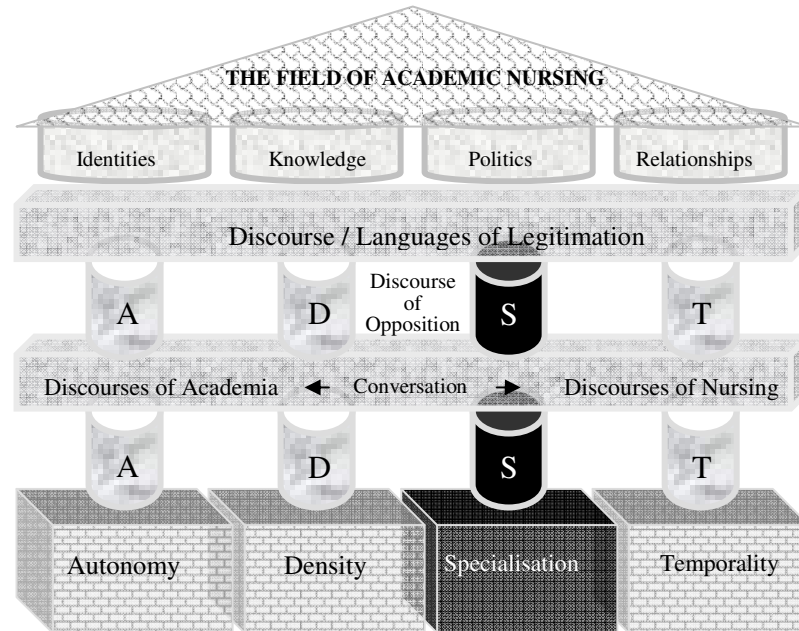 THE FIELD OF ACADEMIC NURSING
Identities Knowledge Politics Relationships
Discourse / Languages of Legitimation
Discourse
of
Opposition
A D S T
Discourses of Academia Conversation Discourses of Nursing
A D S T
Autonomy Density Specialisation Temporality